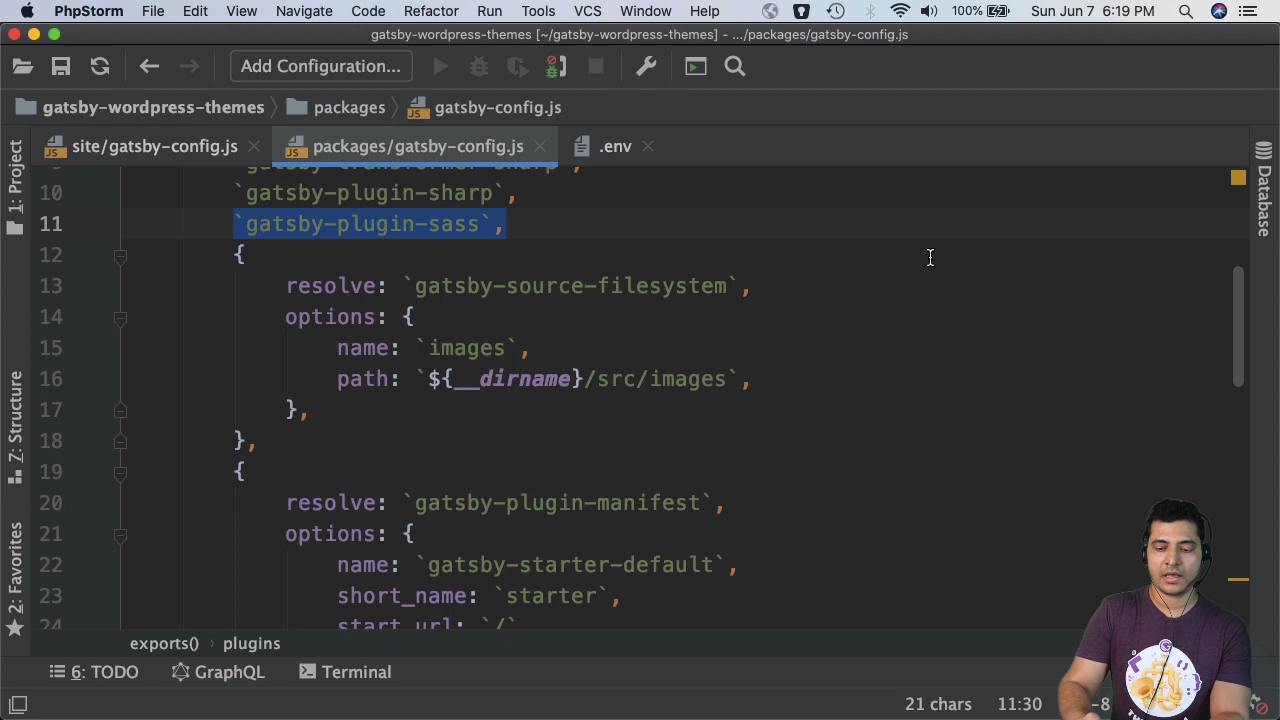 PhpStorm File Edit View Navigate Code Refactor Run Tools VCS Window Help 100% Sun Jun 7 6:19 PM
gatsby-wordpress-themes [~/gatsby-wordpress-themes] - .../packages/gatsby-config.js
Add Configuration...
gatsby-wordpress-themes packages gatsby-config.js
site/gatsby-config.js packages/gatsby-config.js .env
1: Project
Z: Structure
2: Favorites
Database
`gatsby-transformer-sharp`,
10 `gatsby-plugin-sharp`,
11 `gatsby-plugin-sass`,
12 {
13 resolve: `gatsby-source-filesystem`,
14 options: {
15 name: `images`,
16 path: `${__dirname}/src/images`,
17 },
18 },
19 {
20 resolve: `gatsby-plugin-manifest`,
21 options: {
22 name: `gatsby-starter-default`,
23 short_name: `starter`,
24 start_url: `/`
exports() plugins
6: TODO GraphQL Terminal
21 chars 11:30